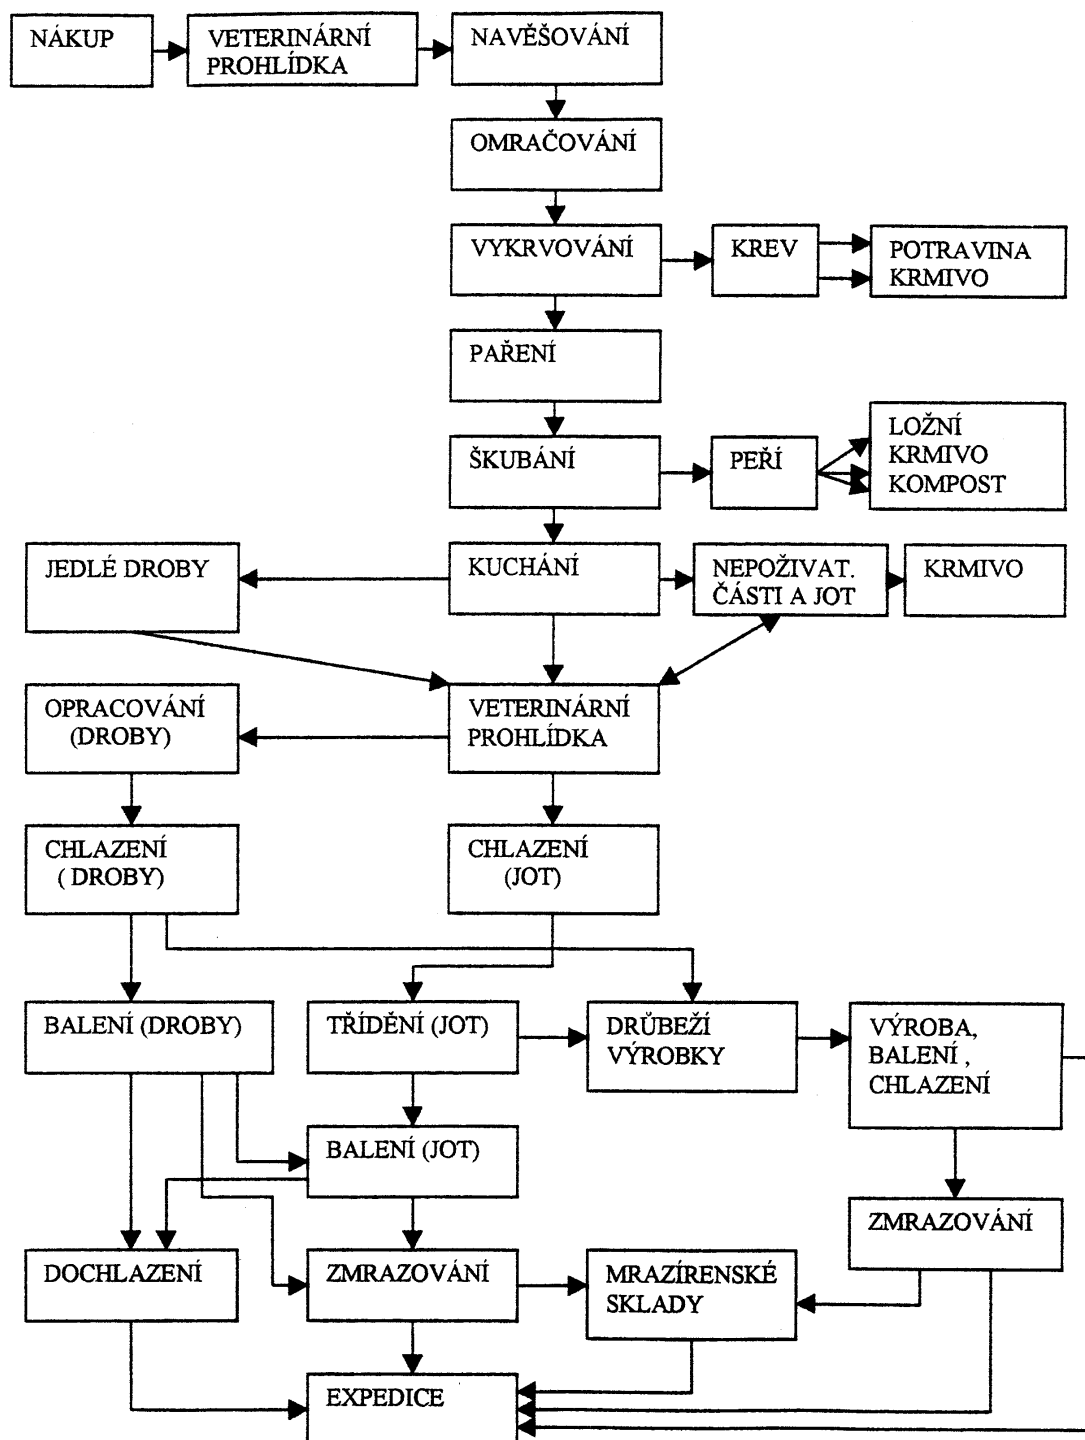 NÁKUP
VETERINÁRNÍ
PROHLÍDKA
NAVĚŠOVÁNÍ
OMRAČOVÁNÍ
VYKRVOVÁNÍ
KREV
POTRAVINA
KRMIVO
PAŘENÍ
ŠKUBÁNÍ
PEŘÍ
LOŽNÍ
KRMIVO
KOMPOST
JEDLÉ DROBY
KUCHÁNÍ
NEPOŽIVAT.
ČÁSTI A JOT
KRMIVO
OPRACOVÁNÍ
(DROBY)
VETERINÁRNÍ
PROHLÍDKA
CHLAZENÍ
( DROBY)
CHLAZENÍ
(JOT)
BALENÍ (DROBY)
TŘÍDĚNÍ (JOT)
DRŮBEŽÍ
VÝROBKY
VÝROBA,
BALENÍ ,
CHLAZENÍ
BALENÍ (JOT)
ZMRAZOVÁNÍ
DOCHLAZENÍ
ZMRAZOVÁNÍ
MRAZÍRENSKÉ
SKLADY
EXPEDICE